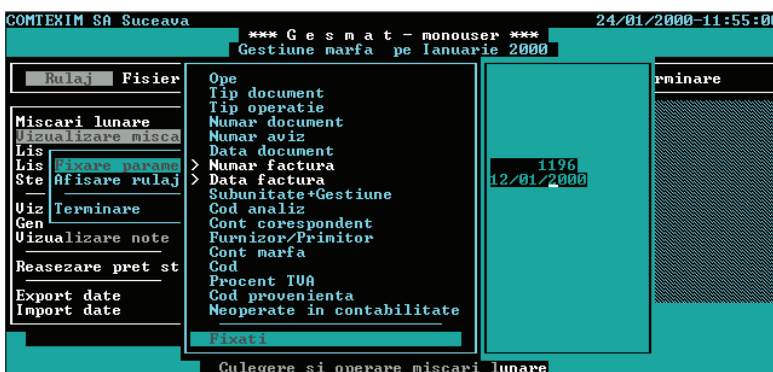 COMTEXIM SA Suceava 24/01/2000-11:55:0
*** G e s m a t - monouser ***
Gestiune marfa pe Ianuarie 2000
Rulaj Fisier rminare
Ope
Tip document
Tip operatie
Miscari lunare Numar document
Vizualizare misca Numar aviz
Lis Data document
Lis Fixare parame > Numar factura 1196
Ste Afisare rulaj > Data factura 12/01/2000
Subunitate+Gestiune
Viz Terminare Cod analiz
Gen Cont corespondent
Vizualizare note Furnizor/Primitor
Cont marfa
Reasezare pret st Cod
Procent TVA
Export date Cod provenienta
Import date Neoperate in contabilitate
Fixati
Culegere si operare miscari lunare